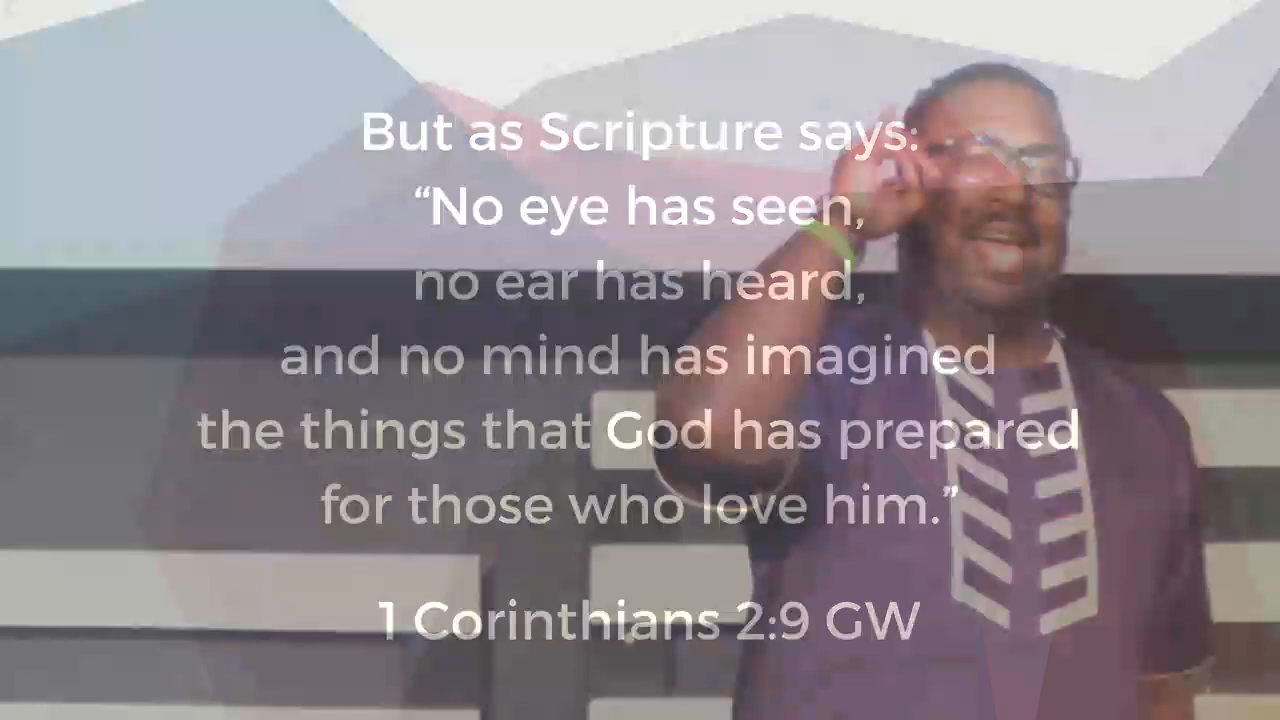 But as Scripture says:
“No eye has seen,
no ear has heard,
and no mind has imagined
the things that God has prepared
for those who love him.”
1 Corinthians 2:9 GW